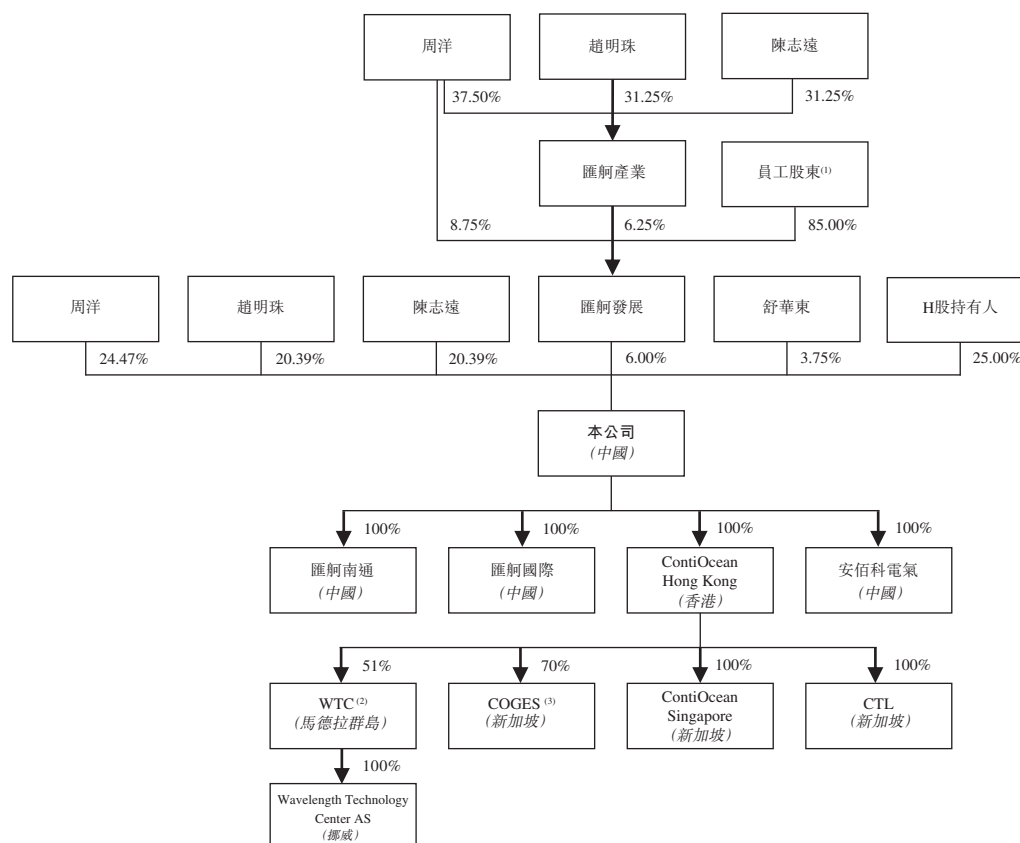 周洋
趙明珠
陳志遠
37.50%
31.25%
31.25%
匯舸產業
員工股東(1)
8.75%
6.25%
85.00%
周洋
趙明珠
陳志遠
匯舸發展
舒華東
H股持有人
24.47%
20.39%
20.39%
6.00%
3.75%
25.00%
本公司
(中國)
100%
100%
100%
100%
匯舸南通
(中國)
匯舸國際
(中國)
ContiOcean
Hong Kong
(香港)
安佰科電氣
(中國)
51%
70%
100%
100%
WTC(2)
(馬德拉群島)
COGES(3)
(新加坡)
ContiOcean
Singapore
(新加坡)
CTL
(新加坡)
100%
Wavelength Technology
Center AS
(挪威)